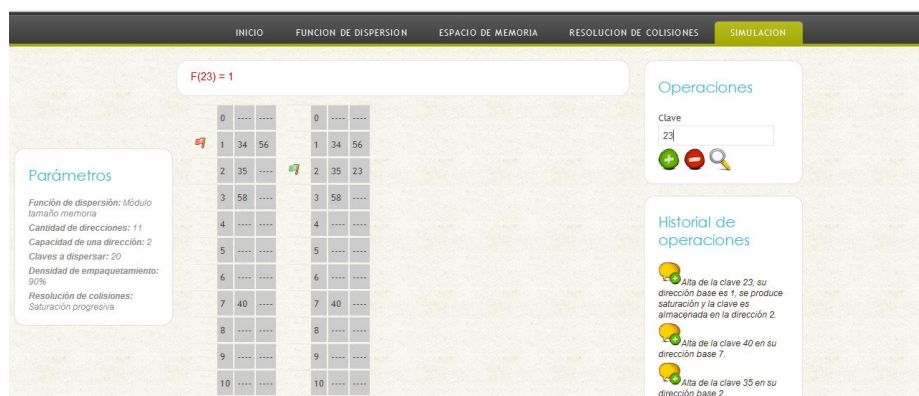 INICIO FUNCION DE DISPERSION ESPACIO DE MEMORIA RESOLUCION DE COLISIONES SIMULACION
F(23) = 1
0 ---- ---- 0 ---- ----
1 34 56 1 34 56
2 35 ---- 2 35 23
3 58 ---- 3 58 ----
4 ---- ---- 4 ---- ----
5 ---- ---- 5 ---- ----
6 ---- ---- 6 ---- ----
7 40 ---- 7 40 ----
8 ---- ---- 8 ---- ----
9 ---- ---- 9 ---- ----
10 ---- ---- 10 ---- ----
Parámetros
Función de dispersión: Módulo
tamaño memoria
Cantidad de direcciones: 11
Capacidad de una dirección: 2
Claves a dispersar: 20
Densidad de empaquetamiento:
90%
Resolución de colisiones:
Saturación progresiva
Operaciones
Clave
23
Historial de
operaciones
Alta de la clave 23, su
dirección base es 1, se produce
saturación y la clave es
almacenada en la dirección 2.
Alta de la clave 40 en su
dirección base 7.
Alta de la clave 35 en su
dirección base 2.